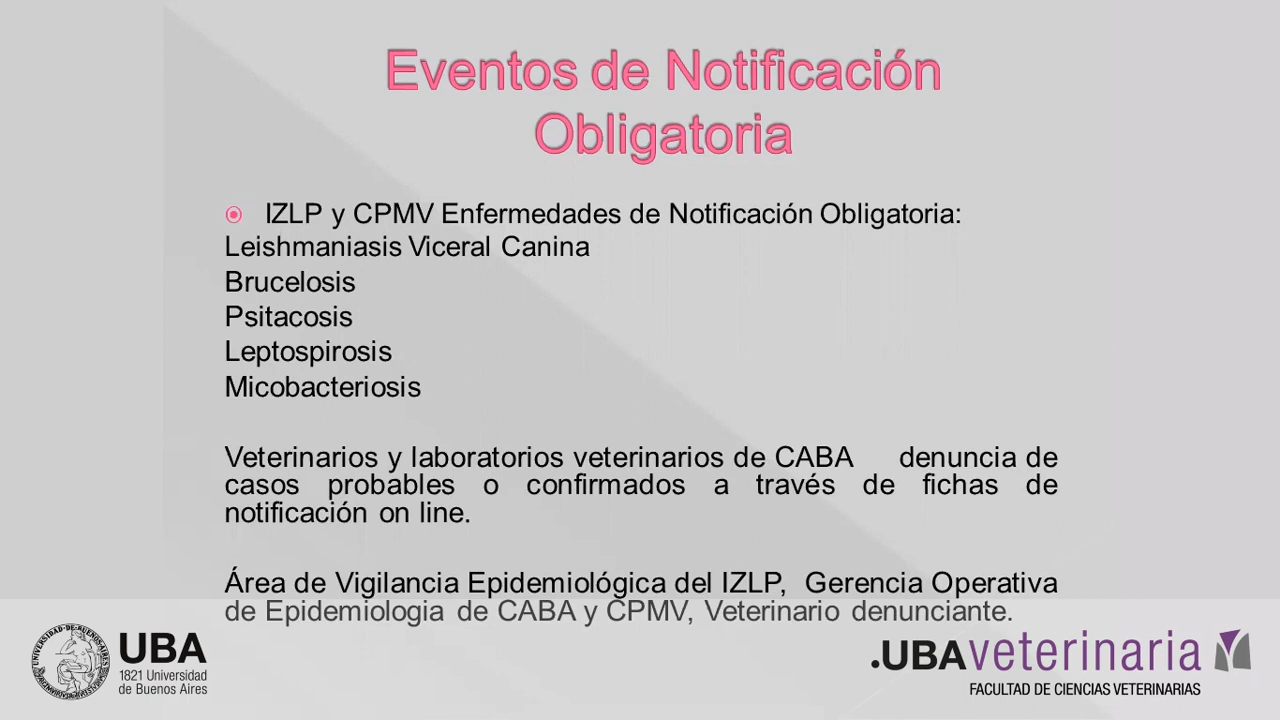 Eventos de Notificación
Obligatoria
IZLP y CPMV Enfermedades de Notificación Obligatoria:
Leishmaniasis Viceral Canina
Brucelosis
Psitacosis
Leptospirosis
Micobacteriosis
Veterinarios y laboratorios veterinarios de CABA denuncia de
casos probables o confirmados a través de fichas de
notificación on line.
Área de Vigilancia Epidemiológica del IZLP, Gerencia Operativa
de Epidemiologia de CABA y CPMV, Veterinario denunciante.
UBA
1821 Universidad
de Buenos Aires
.UBAveterinaria
FACULTAD DE CIENCIAS VETERINARIAS